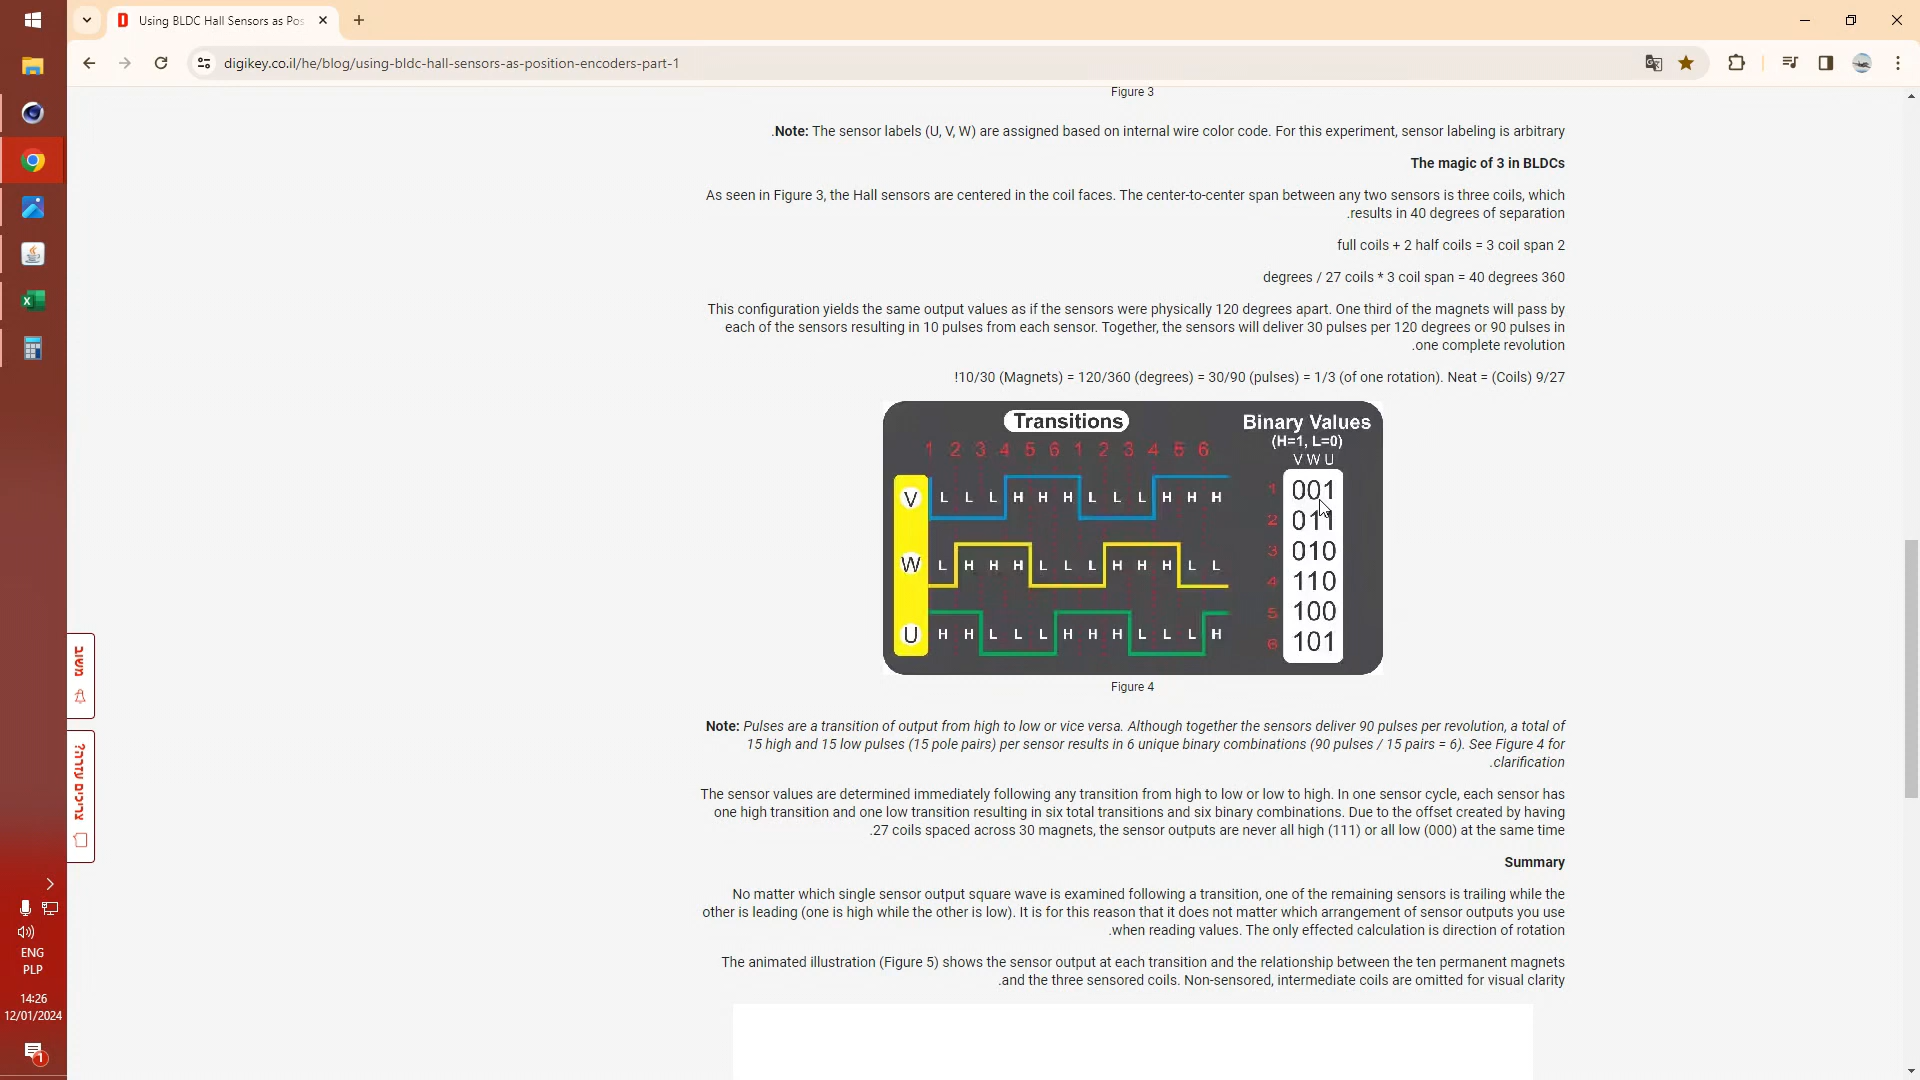 Using BLDC Hall Sensors as Pos
digikey.co.il/he/blog/using-bldc-hall-sensors-as-position-encoders-part-1
Figure 3
.Note: The sensor labels (U, V, W) are assigned based on internal wire color code. For this experiment, sensor labeling is arbitrary
The magic of 3 in BLDCs
As seen in Figure 3, the Hall sensors are centered in the coil faces. The center-to-center span between any two sensors is three coils, which
.results in 40 degrees of separation
full coils + 2 half coils = 3 coil span 2
degrees / 27 coils * 3 coil span = 40 degrees 360
This configuration yields the same output values as if the sensors were physically 120 degrees apart. One third of the magnets will pass by
each of the sensors resulting in 10 pulses from each sensor. Together, the sensors will deliver 30 pulses per 120 degrees or 90 pulses in
.one complete revolution
!10/30 (Magnets) = 120/360 (degrees) = 30/90 (pulses) = 1/3 (of one rotation). Neat = (Coils) 9/27
Transitions
1 2 3 4 5 6 1 2 3 4 5 6
V L L L H H H L L L H H H
W L H H H L L L H H H L L
U H H L L L H H H L L L H
Binary Values
(H=1, L=0)
V W U
1 001
2 011
3 010
4 110
5 100
6 101
Figure 4
Note: Pulses are a transition of output from high to low or vice versa. Although together the sensors deliver 90 pulses per revolution, a total of
15 high and 15 low pulses (15 pole pairs) per sensor results in 6 unique binary combinations (90 pulses / 15 pairs = 6). See Figure 4 for
.clarification
The sensor values are determined immediately following any transition from high to low or low to high. In one sensor cycle, each sensor has
one high transition and one low transition resulting in six total transitions and six binary combinations. Due to the offset created by having
.27 coils spaced across 30 magnets, the sensor outputs are never all high (111) or all low (000) at the same time
Summary
No matter which single sensor output square wave is examined following a transition, one of the remaining sensors is trailing while the
other is leading (one is high while the other is low). It is for this reason that it does not matter which arrangement of sensor outputs you use
.when reading values. The only effected calculation is direction of rotation
The animated illustration (Figure 5) shows the sensor output at each transition and the relationship between the ten permanent magnets
.and the three sensored coils. Non-sensored, intermediate coils are omitted for visual clarity
משוב
צריכים עזרה?
ENG
PLP
14:26
12/01/2024
1